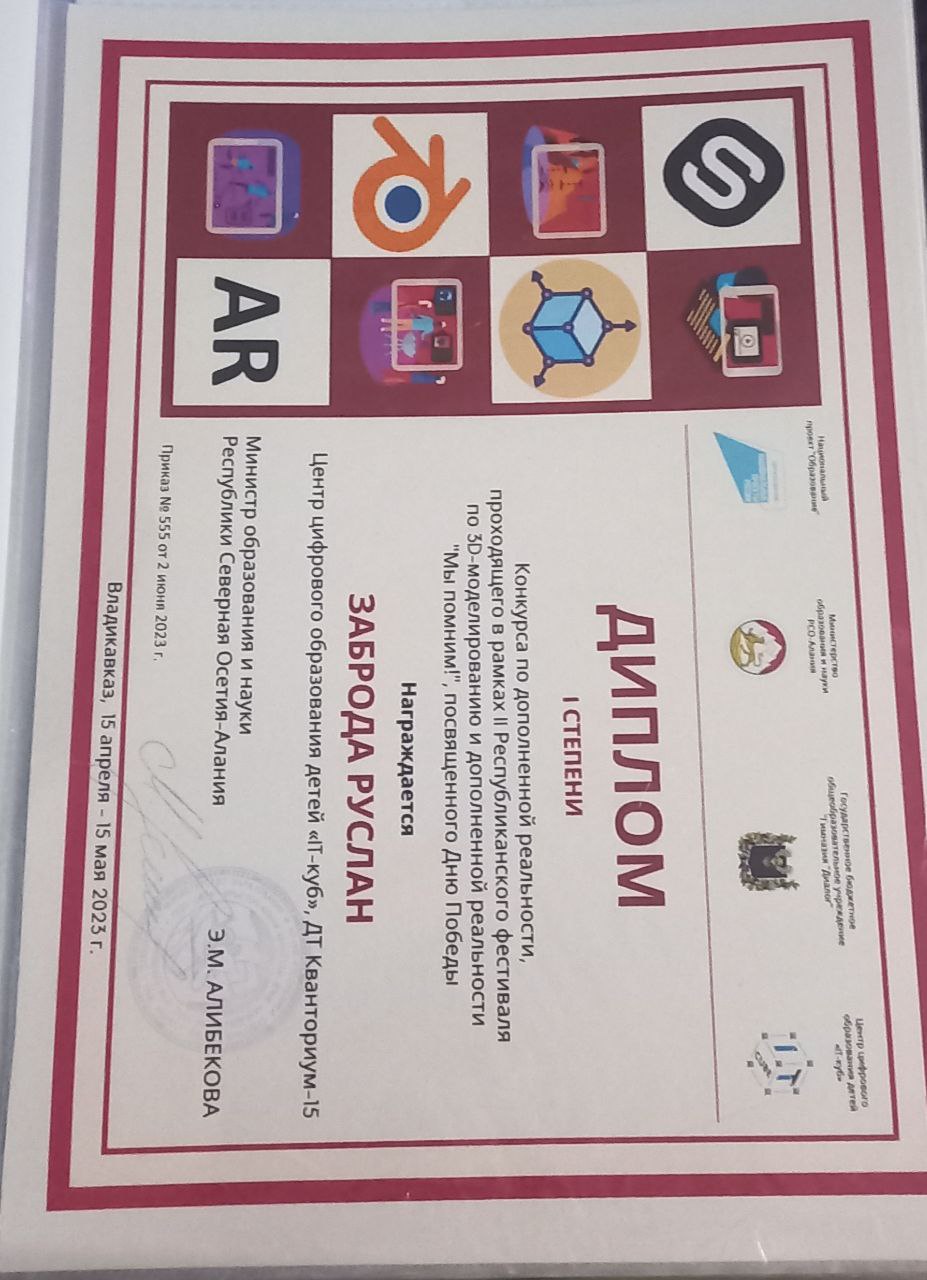 Национальный
проект "Образование"
Министерство
образования и науки
РСО-Алания
Государственное бюджетное
общеобразовательное учреждение
"Гимназия "Диалог"
Центр цифрового
образования детей
«IT-куб»
IT
AR
ДИПЛОМ
I СТЕПЕНИ
Конкурса по дополненной реальности,
проходящего в рамках II Республиканского фестиваля
по 3D-моделированию и дополненной реальности
"Мы помним!", посвященного Дню Победы
Награждается
ЗАБРОДА РУСЛАН
Центр цифрового образования детей «IT-куб», ДТ Кванториум-15
Министр образования и науки
Республики Северная Осетия-Алания Э.М. АЛИБЕКОВА
Приказ № 555 от 2 июня 2023 г.
Владикавказ, 15 апреля - 15 мая 2023 г.